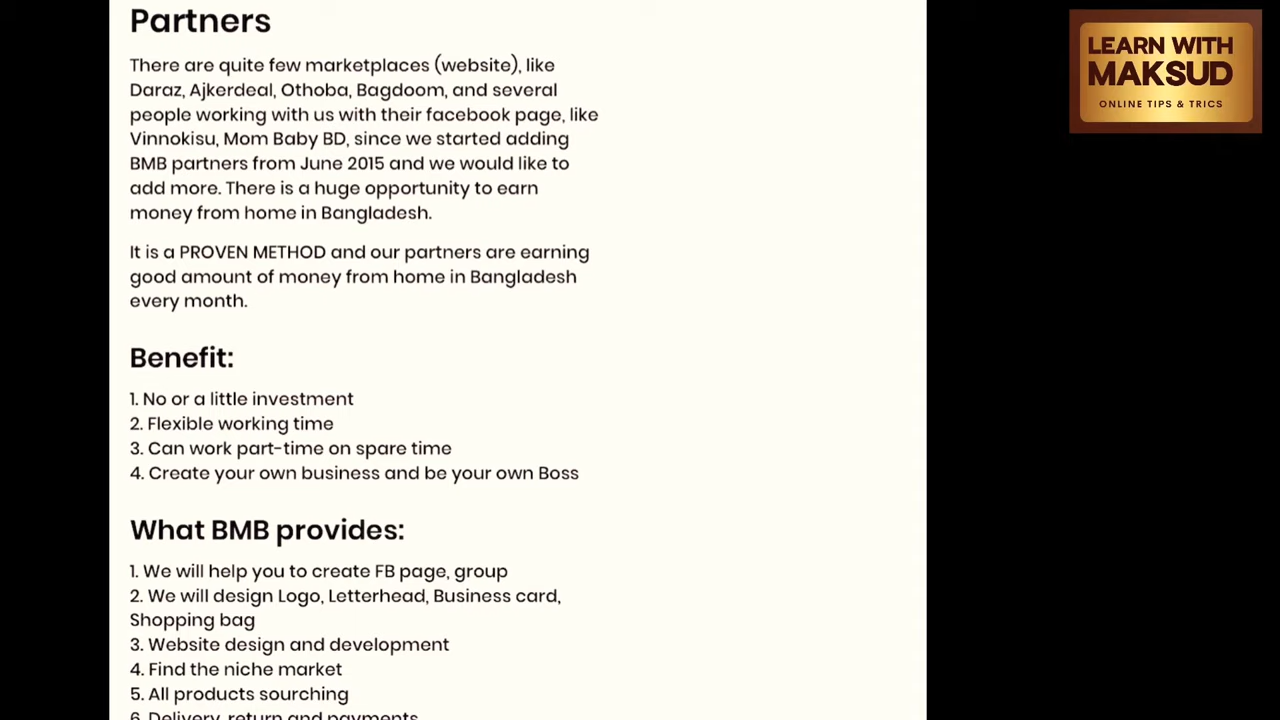 Partners
There are quite few marketplaces (website), like
Daraz, Ajkerdeal, Othoba, Bagdoom, and several
people working with us with their facebook page, like
Vinnokisu, Mom Baby BD, since we started adding
BMB partners from June 2015 and we would like to
add more. There is a huge opportunity to earn
money from home in Bangladesh.
It is a PROVEN METHOD and our partners are earning
good amount of money from home in Bangladesh
every month.
Benefit:
1. No or a little investment
2. Flexible working time
3. Can work part-time on spare time
4. Create your own business and be your own Boss
What BMB provides:
1. We will help you to create FB page, group
2. We will design Logo, Letterhead, Business card,
Shopping bag
3. Website design and development
4. Find the niche market
5. All products sourching
6. Delivery, return and payments
LEARN WITH
MAKSUD
ONLINE TIPS & TRICS